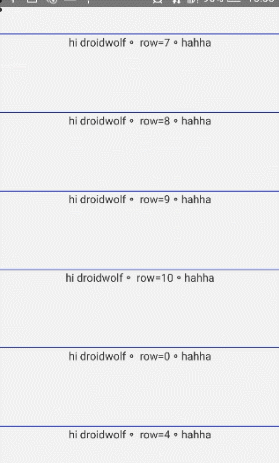 hi droidwolf。 row=7。hahha
hi droidwolf。 row=8。hahha
hi droidwolf。 row=9。hahha
hi droidwolf。 row=10。hahha
hi droidwolf。 row=0。hahha
hi droidwolf。 row=4。hahha